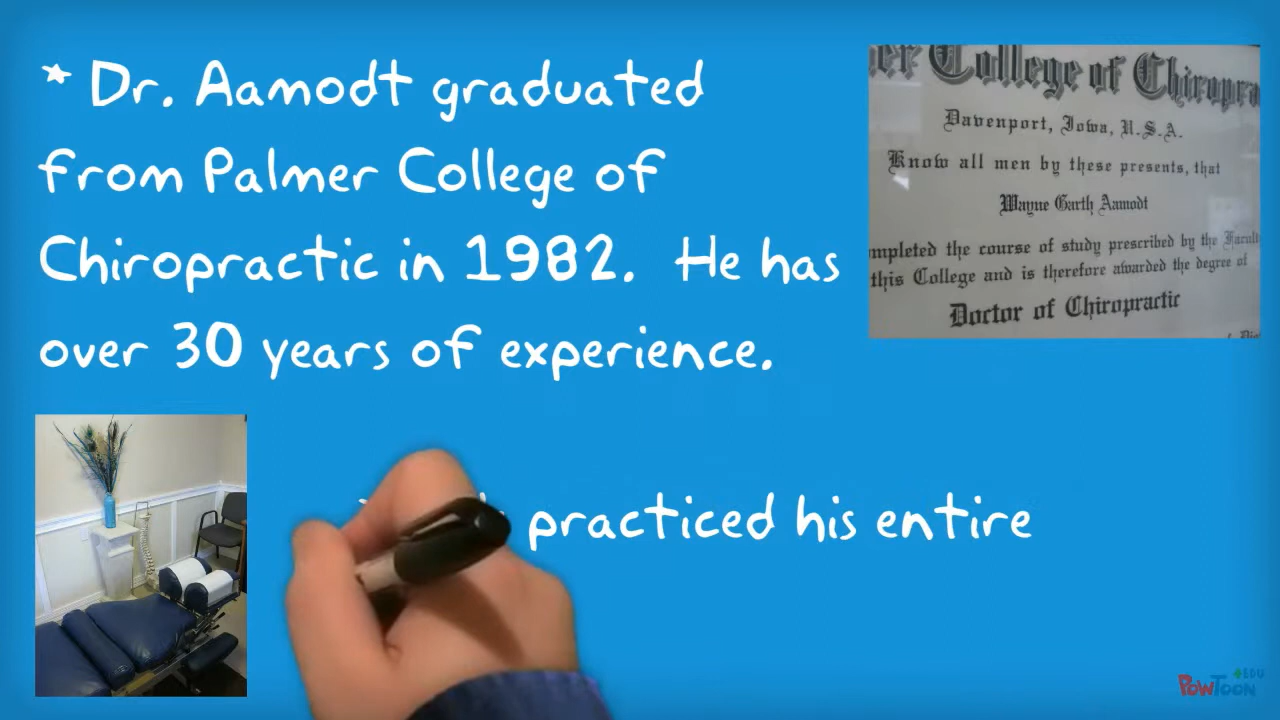 * Dr. Aamodt graduated
from Palmer College of
Chiropractic in 1982. He has
over 30 years of experience.
College of Chiropra
Davenport, Iowa, U.S.A.
Know all men by these presents, that
Wayne Garth Aamodt
mpleted the course of study prescribed by the Facult
this College and is therefore awarded the degree of
Doctor of Chiropractic
practiced his entire
+EDU
PowToon